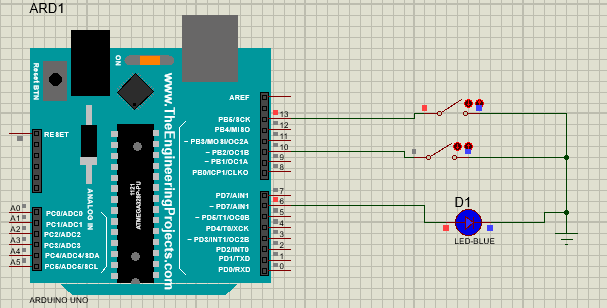 ARD1
ON
Reset BTN
www.TheEngineeringProjects.com
1121
ATMEGA328P-PU
ANALOG IN
RESET
A0
A1
A2
A3
A4
A5
PC0/ADC0
PC1/ADC1
PC2/ADC2
PC3/ADC3
PC4/ADC4/SDA
PC5/ADC5/SCL
AREF
PB5/SCK
13
PB4/MISO
12
~ PB3/MOSI/OC2A
11
~ PB2/OC1B
10
~ PB1/OC1A
9
PB0/ICP1/CLKO
8
PD7/AIN1
7
~ PD7/AIN1
6
~ PD5/T1/OC0B
5
PD4/T0/XCK
4
~ PD3/INT1/OC2B
3
PD2/INT0
2
PD1/TXD
1
PD0/RXD
0
D1
LED-BLUE
ARDUINO UNO